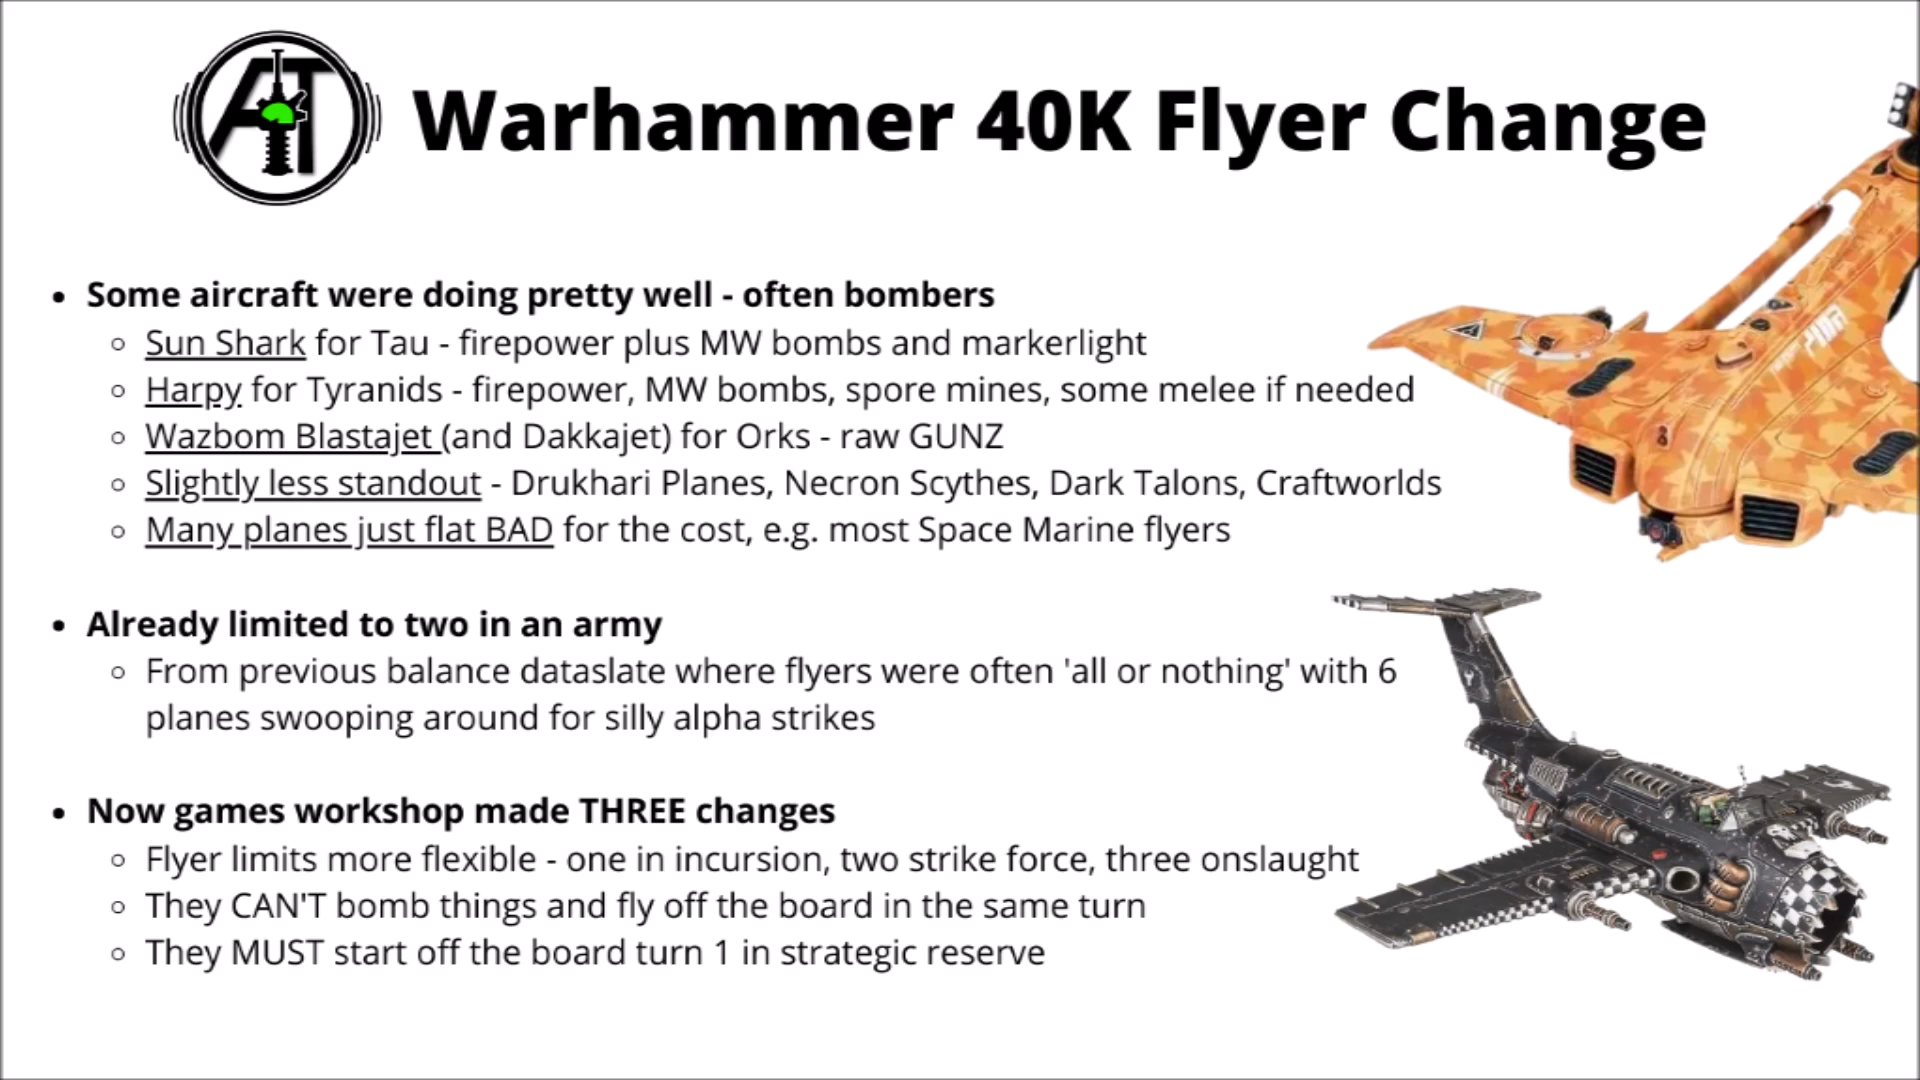 AT
Warhammer 40K Flyer Change
• Some aircraft were doing pretty well - often bombers
◦ Sun Shark for Tau - firepower plus MW bombs and markerlight
◦ Harpy for Tyranids - firepower, MW bombs, spore mines, some melee if needed
◦ Wazbom Blastajet (and Dakkajet) for Orks - raw GUNZ
◦ Slightly less standout - Drukhari Planes, Necron Scythes, Dark Talons, Craftworlds
◦ Many planes just flat BAD for the cost, e.g. most Space Marine flyers
• Already limited to two in an army
◦ From previous balance dataslate where flyers were often 'all or nothing' with 6
planes swooping around for silly alpha strikes
• Now games workshop made THREE changes
◦ Flyer limits more flexible - one in incursion, two strike force, three onslaught
◦ They CAN'T bomb things and fly off the board in the same turn
◦ They MUST start off the board turn 1 in strategic reserve